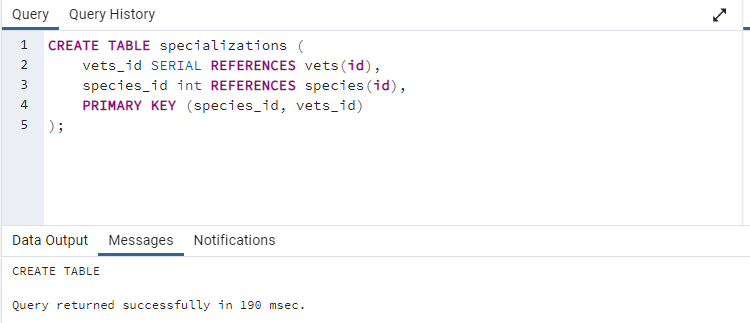 Query Query History
1 CREATE TABLE specializations (
2 vets_id SERIAL REFERENCES vets(id),
3 species_id int REFERENCES species(id),
4 PRIMARY KEY (species_id, vets_id)
5 );
Data Output Messages Notifications
CREATE TABLE
Query returned successfully in 190 msec.